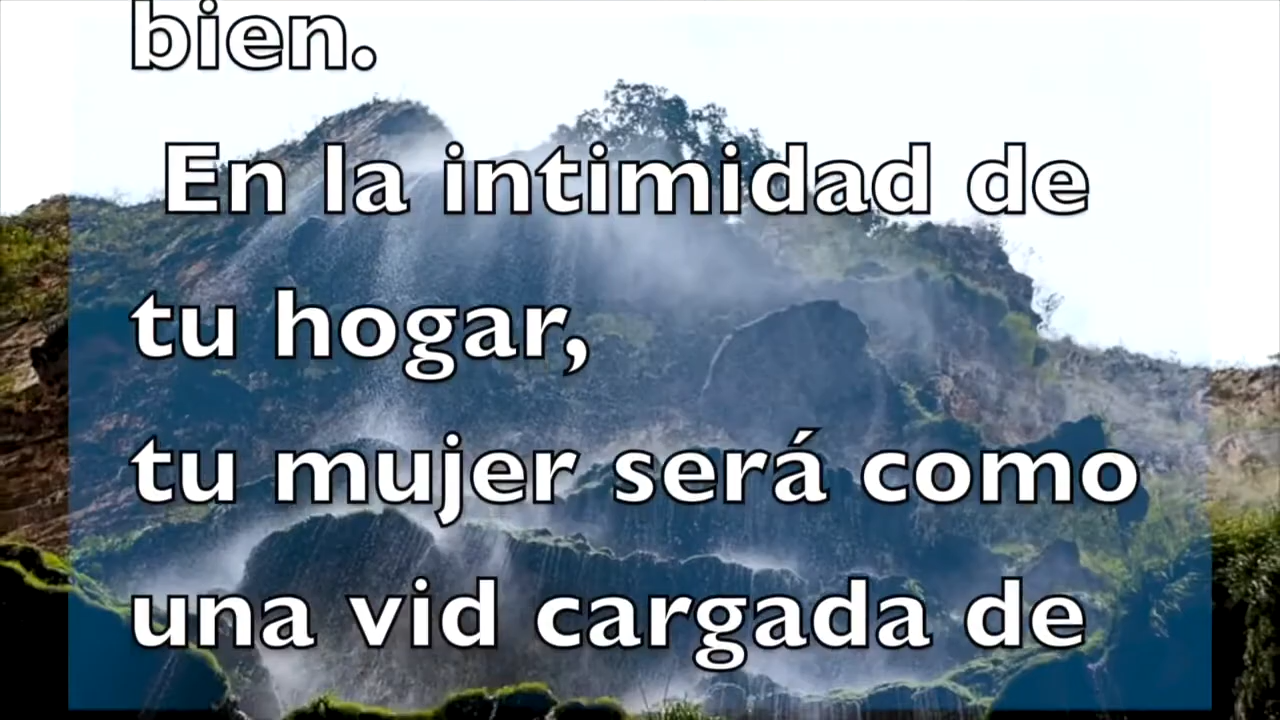 bien.
En la intimidad de
tu hogar,
tu mujer será como
una vid cargada de